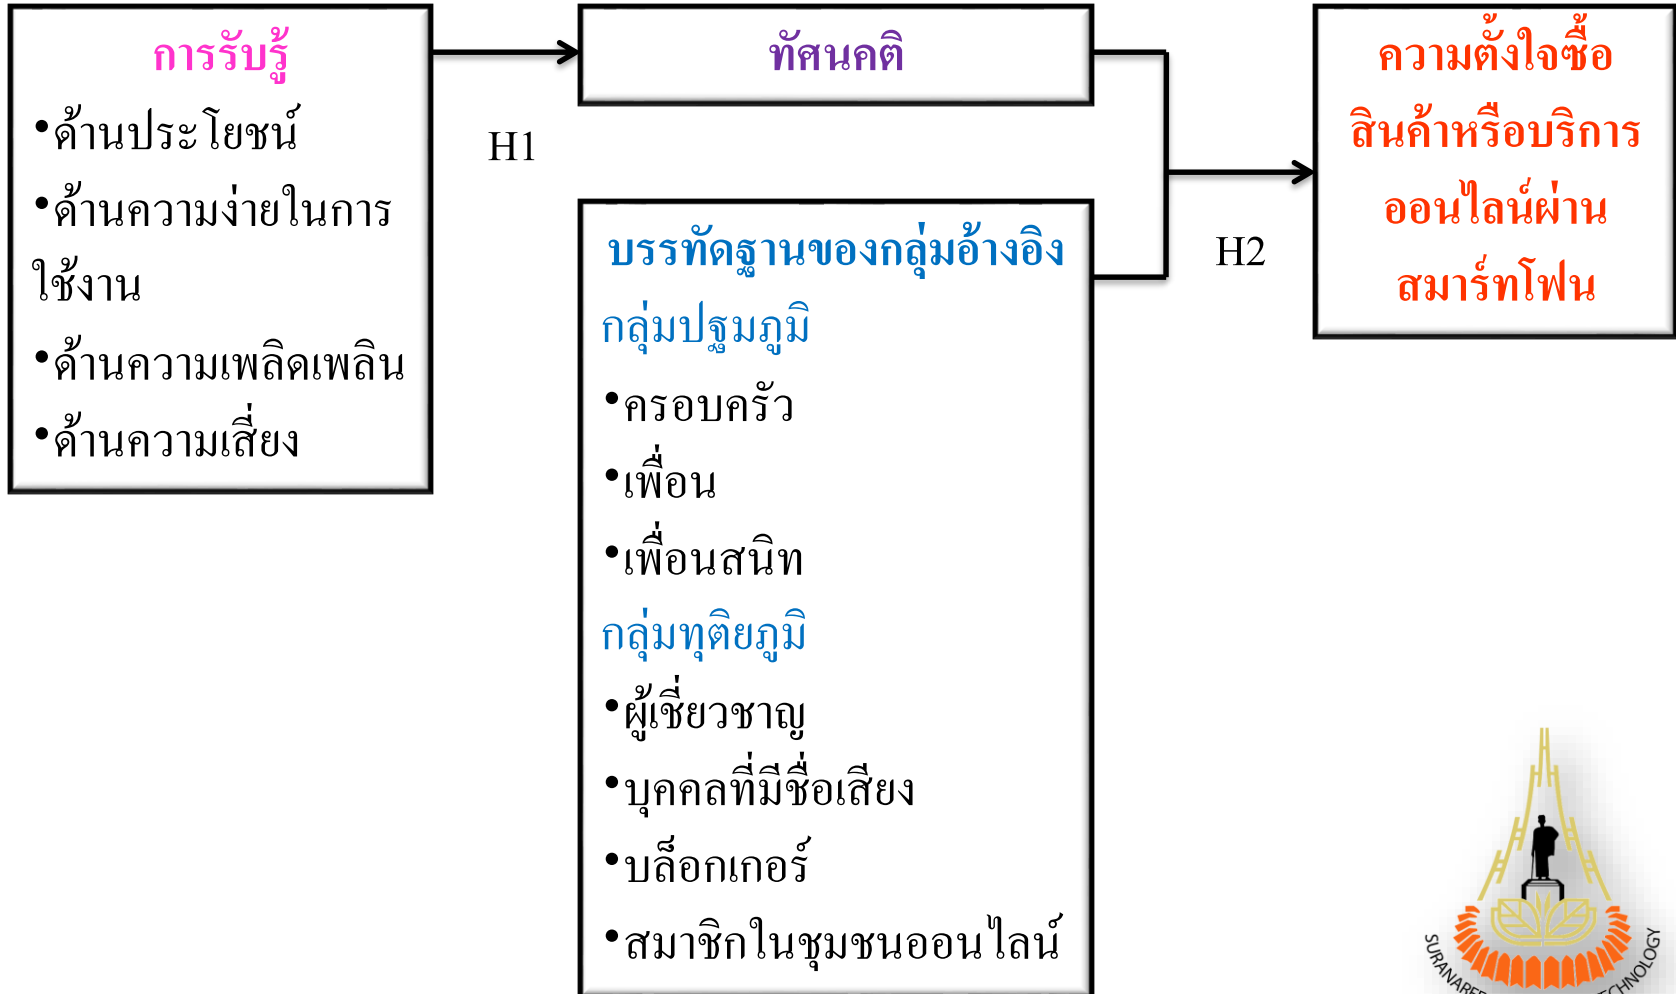 การรับรู้
•ด้านประโยชน์
•ด้านความง่ายในการ
ใช้งาน
•ด้านความเพลิดเพลิน
•ด้านความเสี่ยง
H1
ทัศนคติ
บรรทัดฐานของกลุ่มอ้างอิง
กลุ่มปฐมภูมิ
•ครอบครัว
•เพื่อน
•เพื่อนสนิท
กลุ่มทุติยภูมิ
•ผู้เชี่ยวชาญ
•บุคคลที่มีชื่อเสียง
•บล็อกเกอร์
•สมาชิกในชุมชนออนไลน์
H2
ความตั้งใจซื้อ
สินค้าหรือบริการ
ออนไลน์ผ่าน
สมาร์ทโฟน